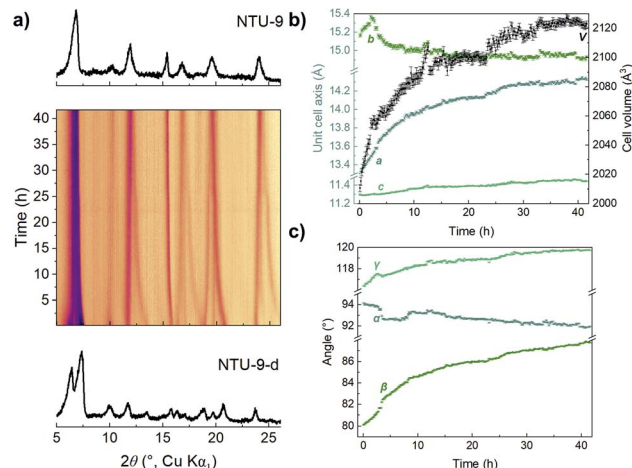 a)
NTU-9
Time (h)
40
35
30
25
20
15
10
5
NTU-9-d
5 10 15 20 25
2θ (°, Cu Kα1)
b)
Unit cell axis (Å)
15.4
15.2
15.0
14.2
14.0
13.8
13.6
13.4
11.4
11.2
b
V
a
c
Cell volume (Å3)
2120
2100
2080
2060
2040
2020
2000
0 10 20 30 40
Time (h)
c)
Angle (°)
120
118
94
92
86
84
82
80
γ
α
β
0 10 20 30 40
Time (h)